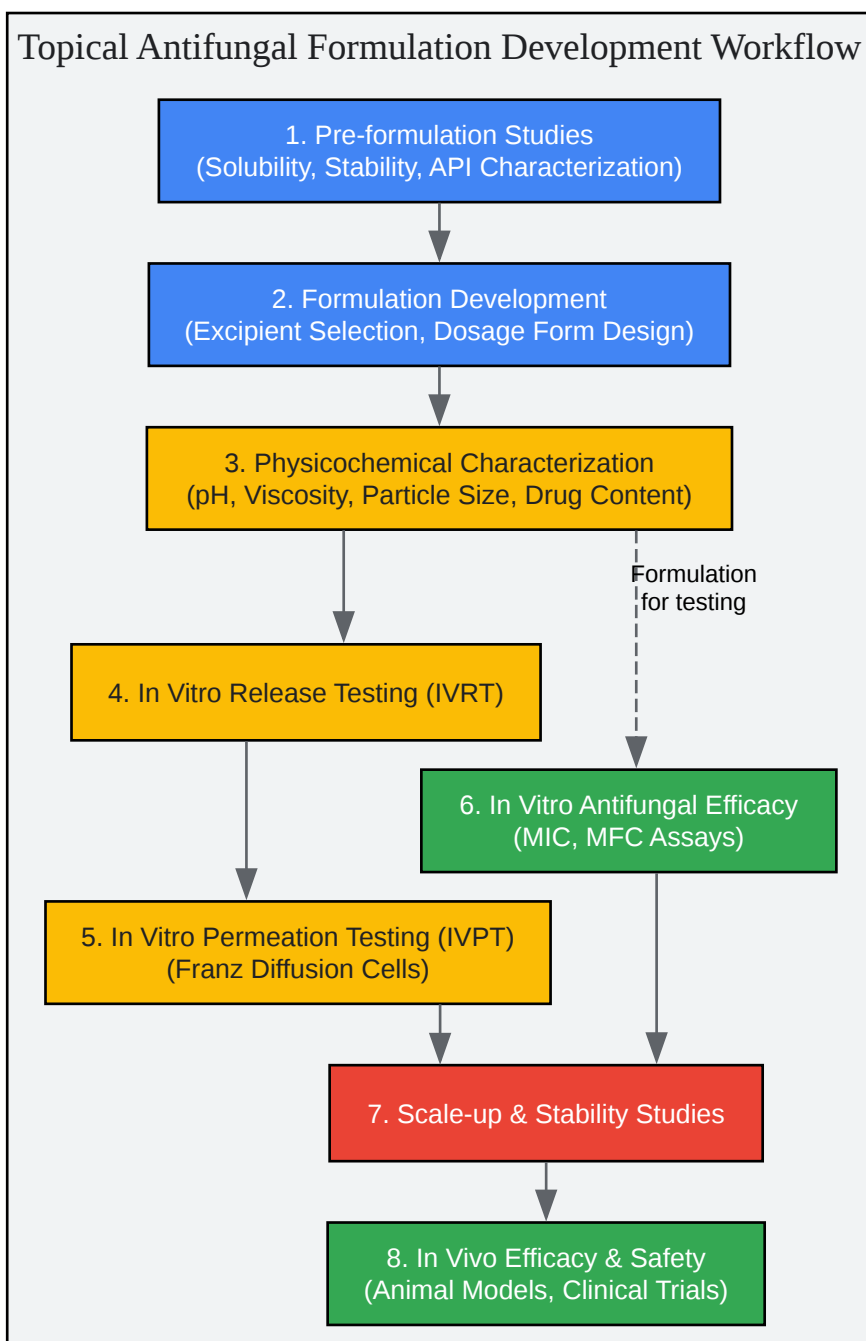 Topical Antifungal Formulation Development Workflow
1. Pre-formulation Studies
(Solubility, Stability, API Characterization)
2. Formulation Development
(Excipient Selection, Dosage Form Design)
3. Physicochemical Characterization
(pH, Viscosity, Particle Size, Drug Content)
Formulation
for testing
4. In Vitro Release Testing (IVRT)
6. In Vitro Antifungal Efficacy
(MIC, MFC Assays)
5. In Vitro Permeation Testing (IVPT)
(Franz Diffusion Cells)
7. Scale-up & Stability Studies
8. In Vivo Efficacy & Safety
(Animal Models, Clinical Trials)